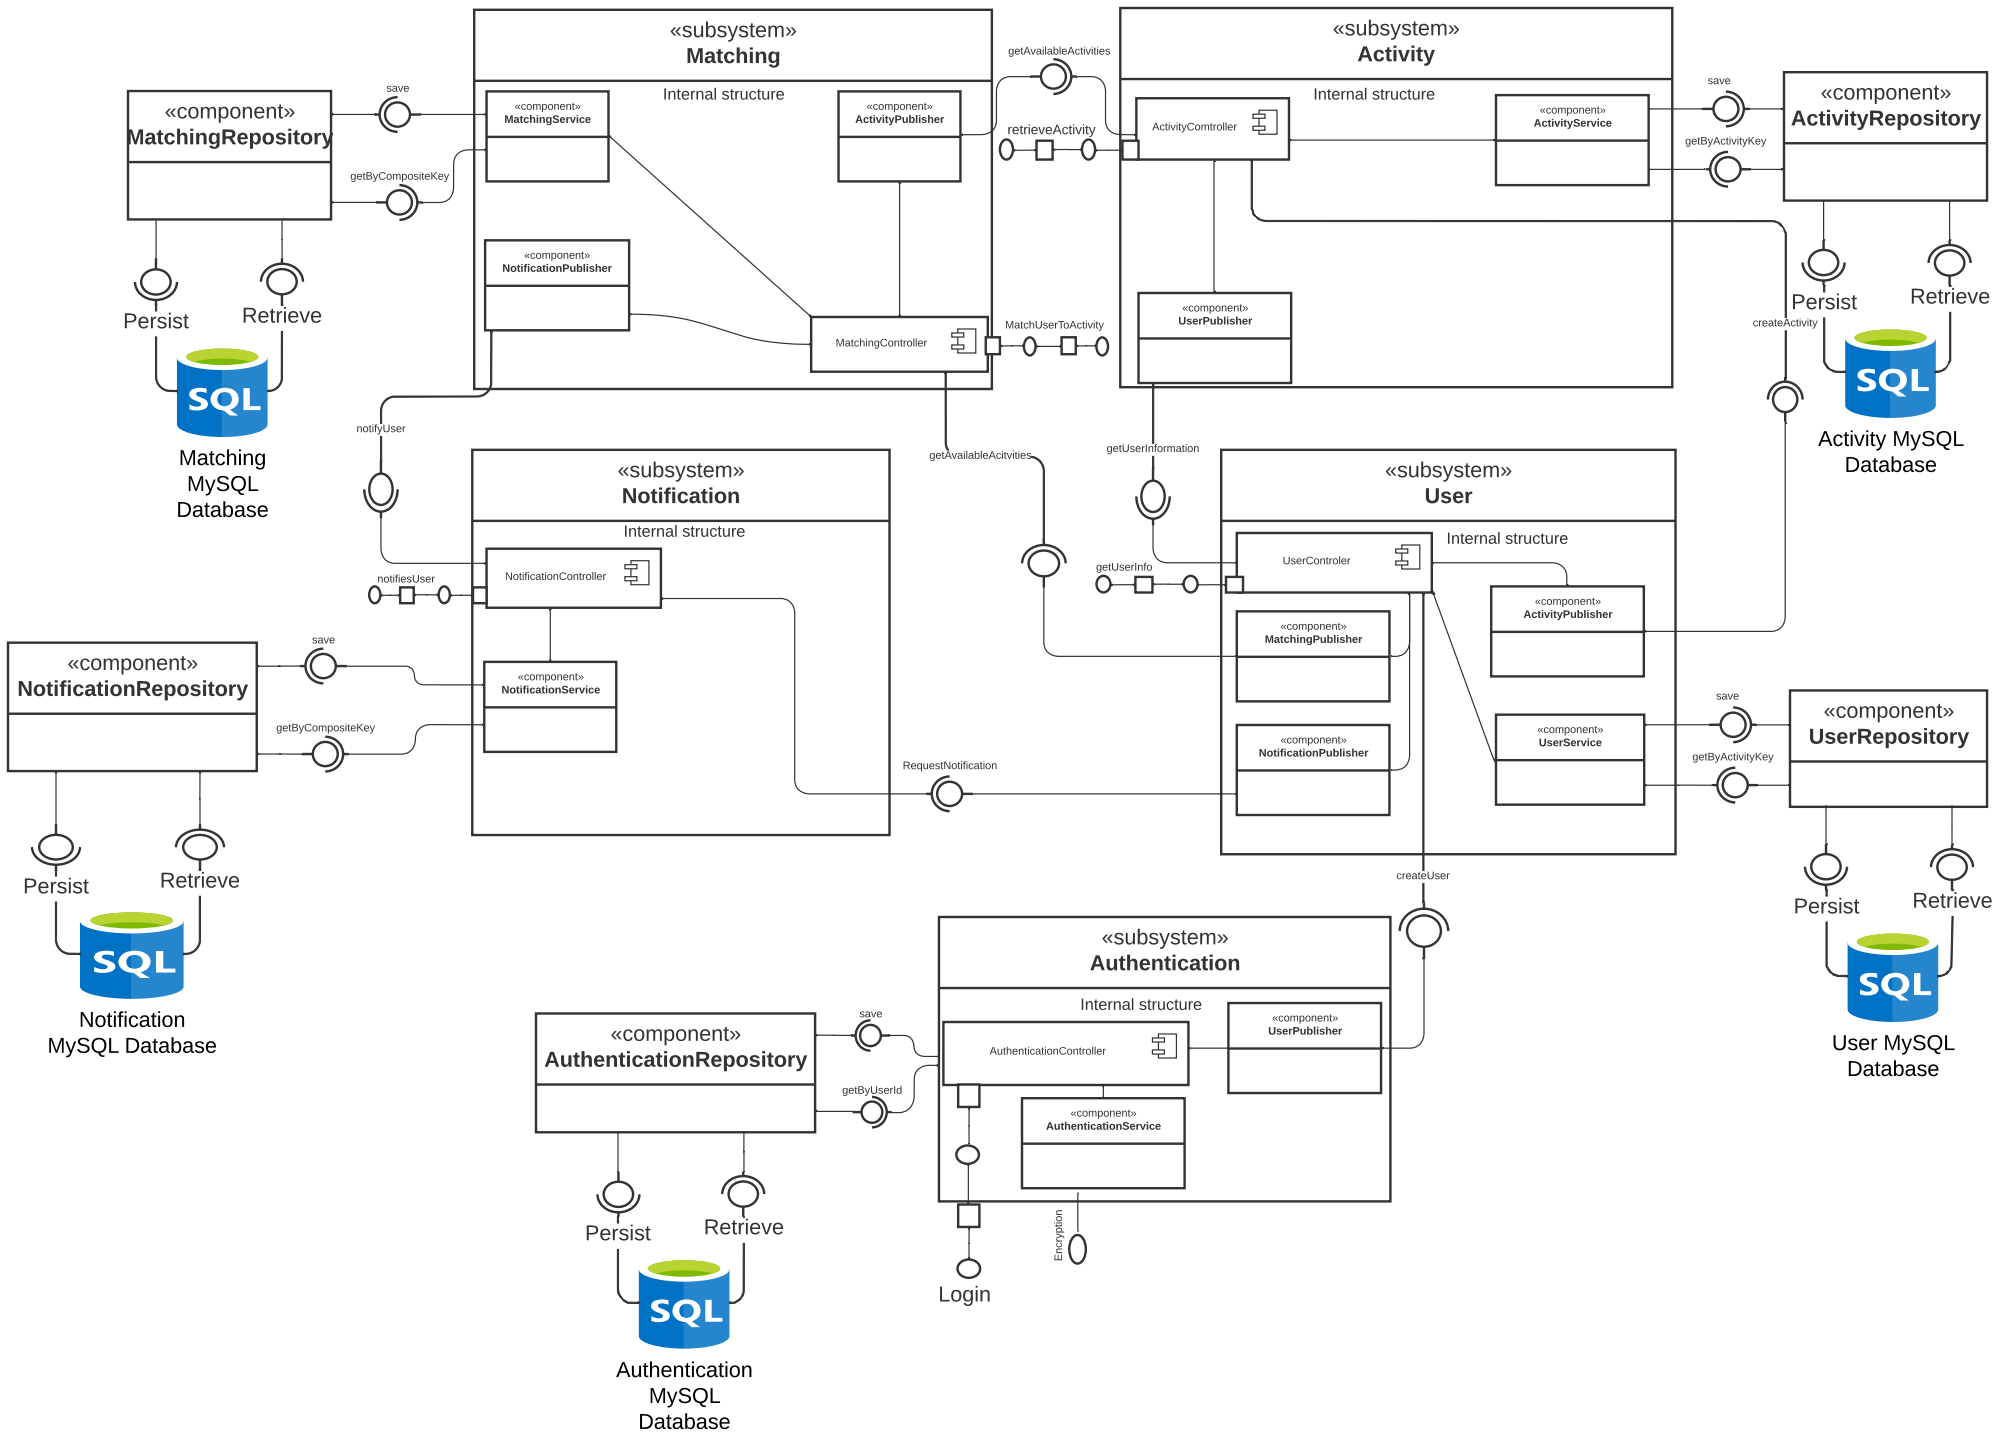 «subsystem»
Matching
Internal structure
«component»
MatchingService
«component»
ActivityPublisher
«component»
NotificationPublisher
MatchingController
«component»
MatchingRepository
save
getByCompositeKey
Persist
Retrieve
SQL
Matching
MySQL
Database
getAvailableActivities
retrieveActivity
MatchUserToActivity
«subsystem»
Activity
Internal structure
ActivityComtroller
«component»
ActivityService
«component»
UserPublisher
save
getByActivityKey
«component»
ActivityRepository
Persist
Retrieve
createActivity
SQL
Activity MySQL
Database
notifyUser
getAvailableAcitvities
getUserInformation
«subsystem»
Notification
Internal structure
NotificationController
notifiesUser
«component»
NotificationService
save
getByCompositeKey
«component»
NotificationRepository
Persist
Retrieve
SQL
Notification
MySQL Database
RequestNotification
«subsystem»
User
Internal structure
UserControler
getUserInfo
«component»
MatchingPublisher
«component»
ActivityPublisher
«component»
NotificationPublisher
«component»
UserService
save
getByActivityKey
«component»
UserRepository
Persist
Retrieve
SQL
User MySQL
Database
createUser
«subsystem»
Authentication
Internal structure
AuthenticationController
«component»
UserPublisher
«component»
AuthenticationService
save
getByUserId
«component»
AuthenticationRepository
Persist
Retrieve
Encryption
Login
SQL
Authentication
MySQL
Database